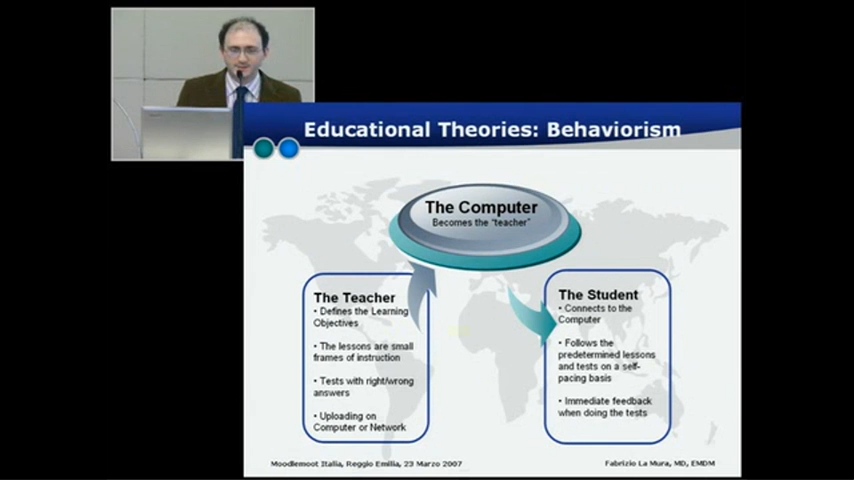 Educational Theories: Behaviorism
The Computer
Becomes the "teacher"
The Teacher
• Defines the Learning
Objectives
• The lessons are small
frames of instruction
• Tests with right/wrong
answers
• Uploading on
Computer or Network
The Student
• Connects to the
Computer
• Follows the
predetermined lessons
and tests on a self-
pacing basis
• Immediate feedback
when doing the tests
Moodlemoot Italia, Reggio Emilia, 23 Marzo 2007
Fabrizio La Mura, MD, EMDM